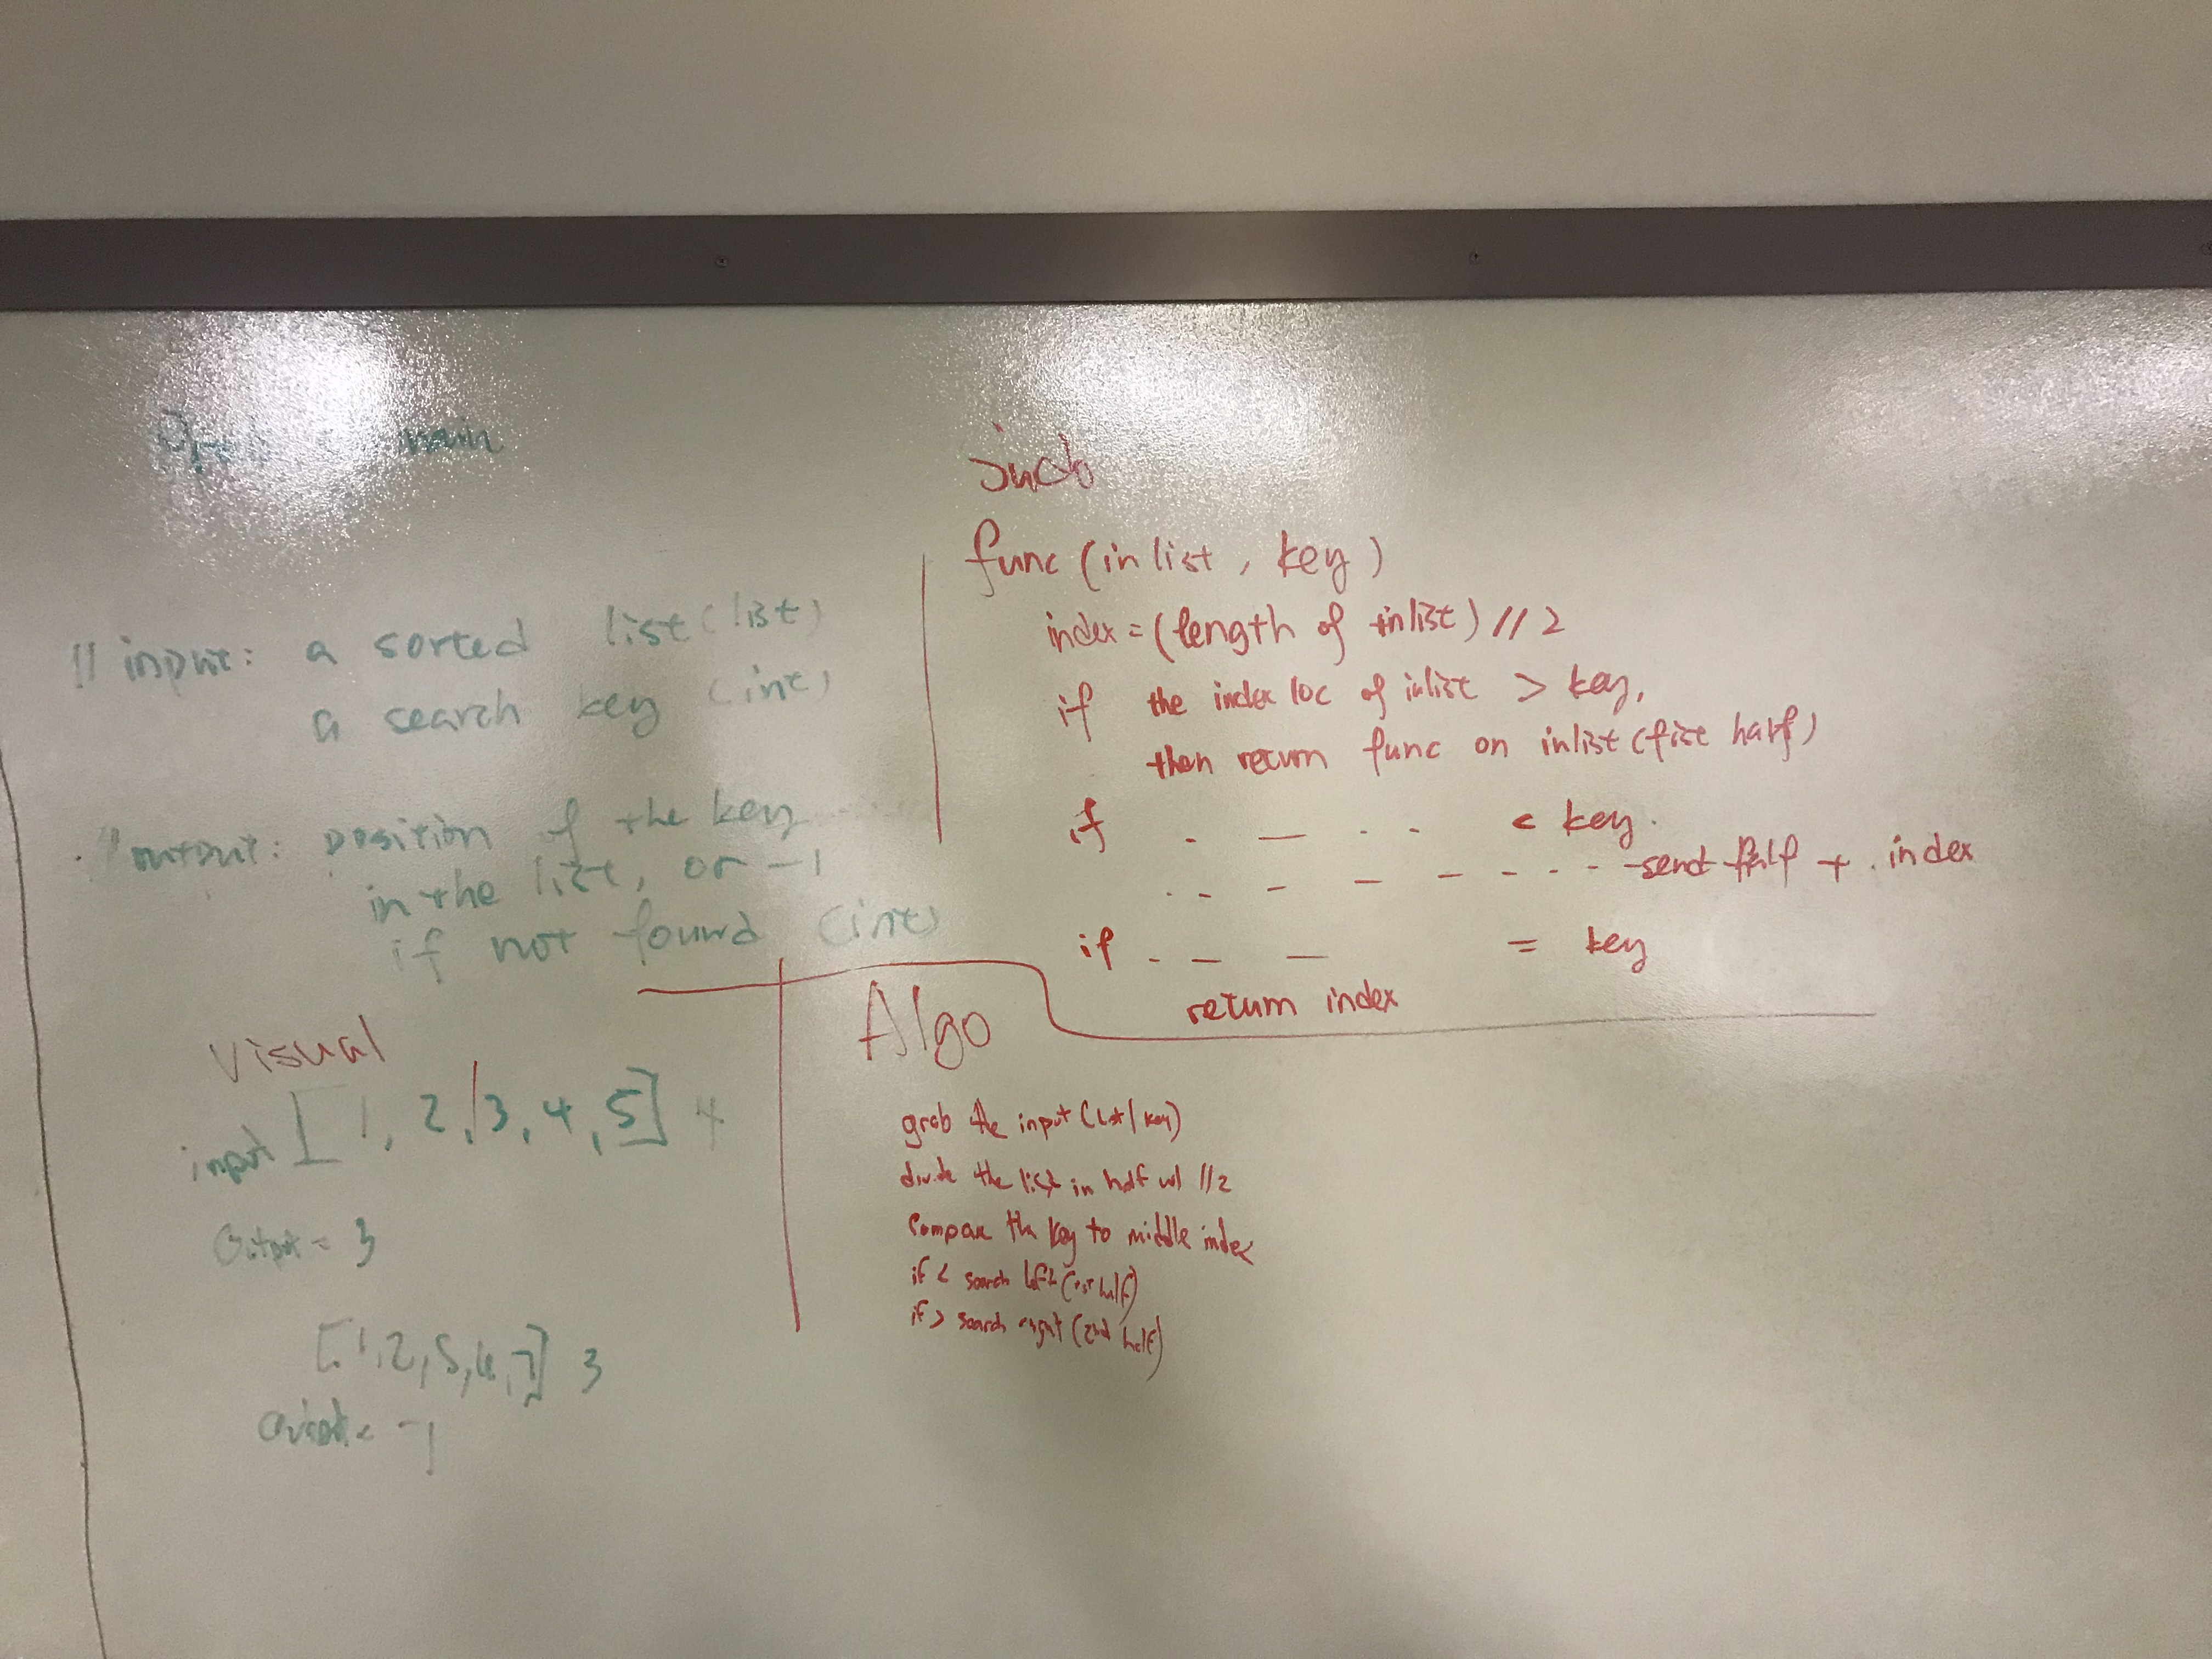 main
// input: a sorted list (list)
a search key (int)
// output: position of the key
in the list, or -1
if not found (int)
Judo
func (inlist, key)
index = (length of inlist) // 2
if the index loc of inlist > key,
then return func on inlist (first half)
if . — . . < key.
. . - — - - . . - send half + . index
if . — — = key
return index
Visual
input [ 1, 2, 3, 4, 5] 4
Output = 3
[1, 2, 5, 6, 7] 3
Output = -1
Algo
grab the input (list/key)
divide the list in half w/ //2
Compare the key to middle index
if < search left (1st half)
if > search right (2nd half)